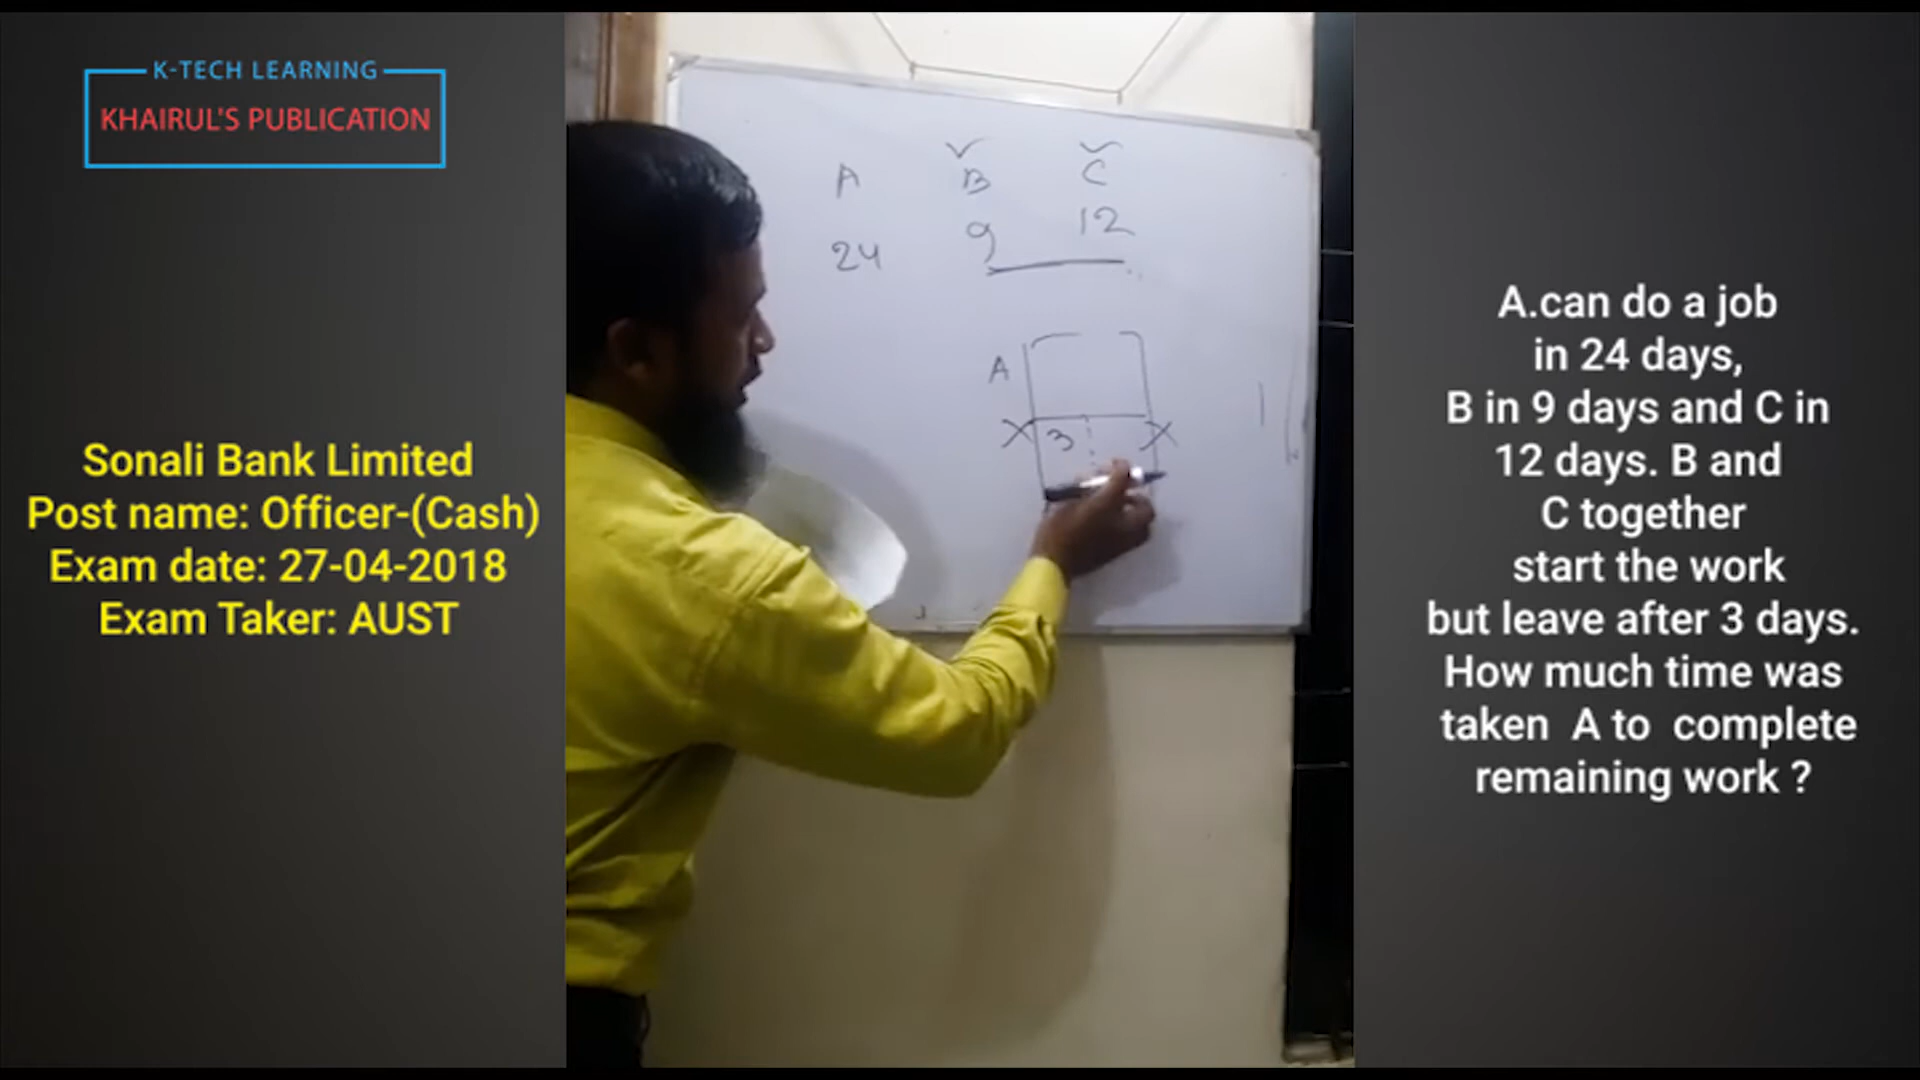 K-TECH LEARNING
KHAIRUL'S PUBLICATION
Sonali Bank Limited
Post name: Officer-(Cash)
Exam date: 27-04-2018
Exam Taker: AUST
A B C
24 9 12
A
3
A.can do a job
in 24 days,
B in 9 days and C in
12 days. B and
C together
start the work
but leave after 3 days.
How much time was
taken A to complete
remaining work ?